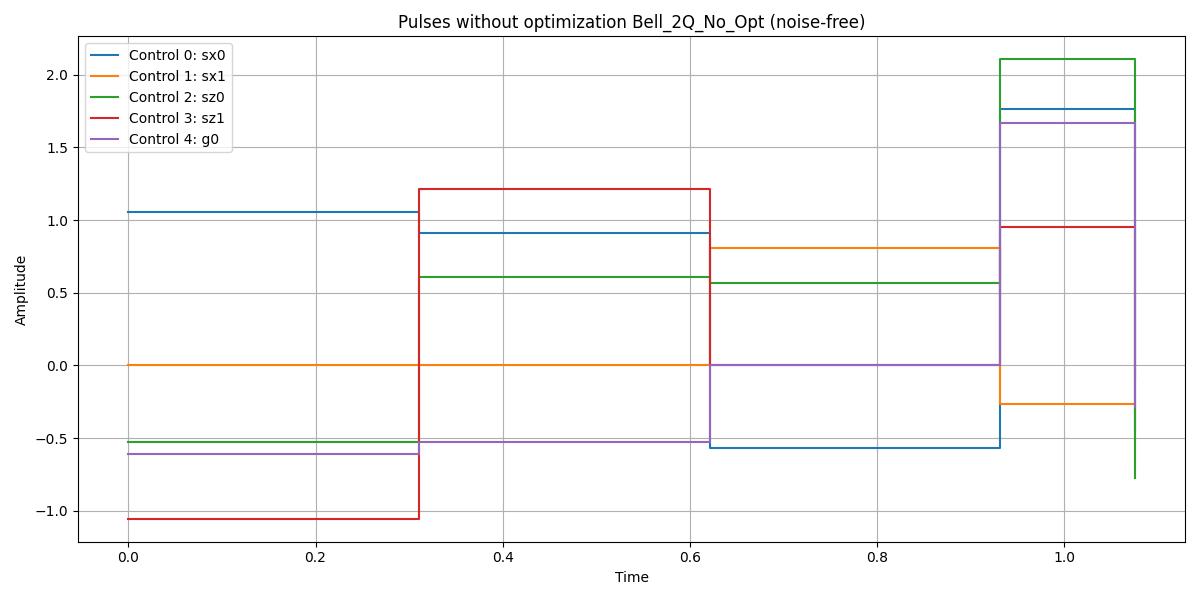 Pulses without optimization Bell_2Q_No_Opt (noise-free)
Control 0: sx0
Control 1: sx1
Control 2: sz0
Control 3: sz1
Control 4: g0
Amplitude
2.0
1.5
1.0
0.5
0.0
−0.5
−1.0
0.0 0.2 0.4 0.6 0.8 1.0
Time